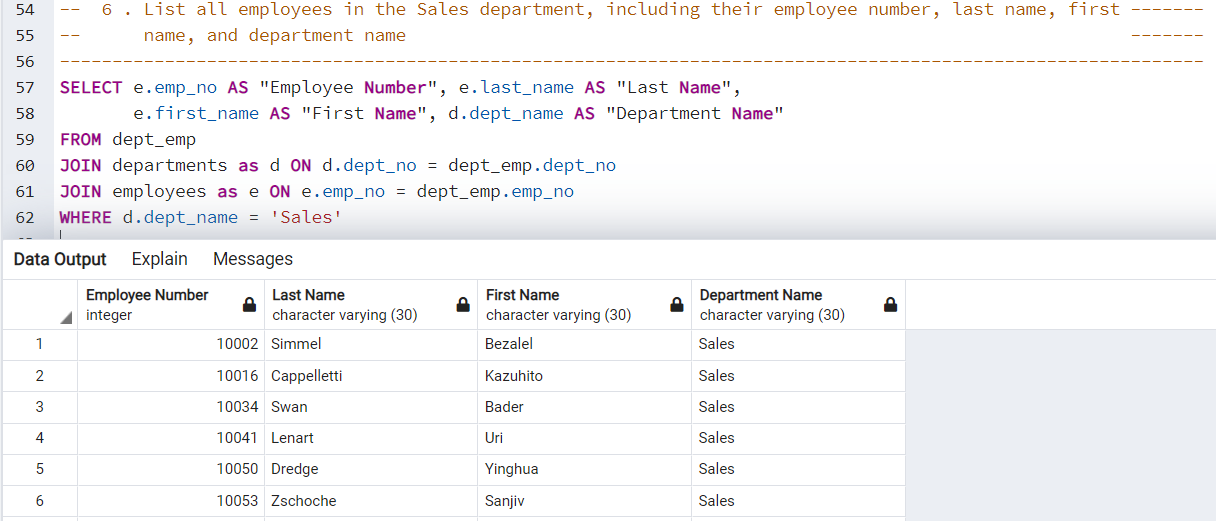 54 -- 6 . List all employees in the Sales department, including their employee number, last name, first -------
55 -- name, and department name -------
56 -------------------------------------------------------------------------------------------------------------
57 SELECT e.emp_no AS "Employee Number", e.last_name AS "Last Name",
58 e.first_name AS "First Name", d.dept_name AS "Department Name"
59 FROM dept_emp
60 JOIN departments as d ON d.dept_no = dept_emp.dept_no
61 JOIN employees as e ON e.emp_no = dept_emp.emp_no
62 WHERE d.dept_name = 'Sales'
Data Output Explain Messages
Employee Number Last Name First Name Department Name
integer character varying (30) character varying (30) character varying (30)
1 10002 Simmel Bezalel Sales
2 10016 Cappelletti Kazuhito Sales
3 10034 Swan Bader Sales
4 10041 Lenart Uri Sales
5 10050 Dredge Yinghua Sales
6 10053 Zschoche Sanjiv Sales